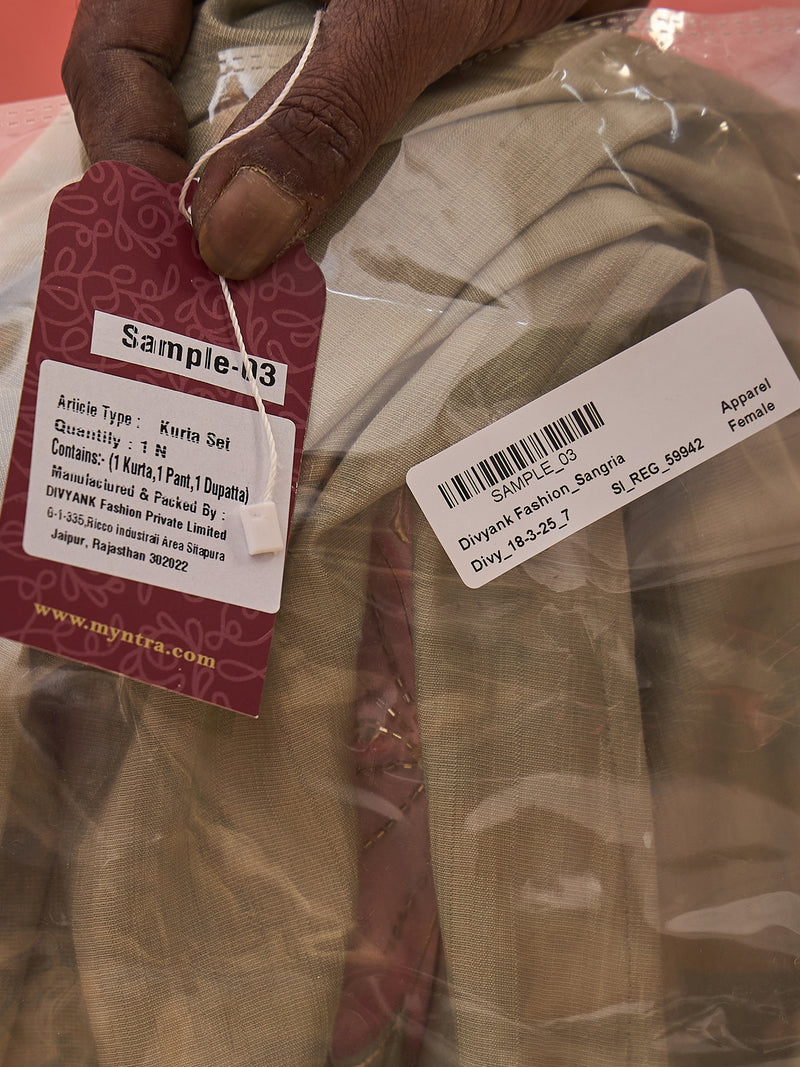 Sample-03
Article Type : Kurta Set
Quantity : 1 N
Contains:- (1 Kurta,1 Pant,1 Dupatta)
Manufactured & Packed By :
DIVYANK Fashion Private Limited
G-1-335,Ricco Industrail Area Sitapura
Jaipur, Rajasthan 302022
www.myntra.com
SAMPLE_03
Divyank Fashion_Sangria
Apparel
Divy_18-3-25_7 SI_REG_59942 Female